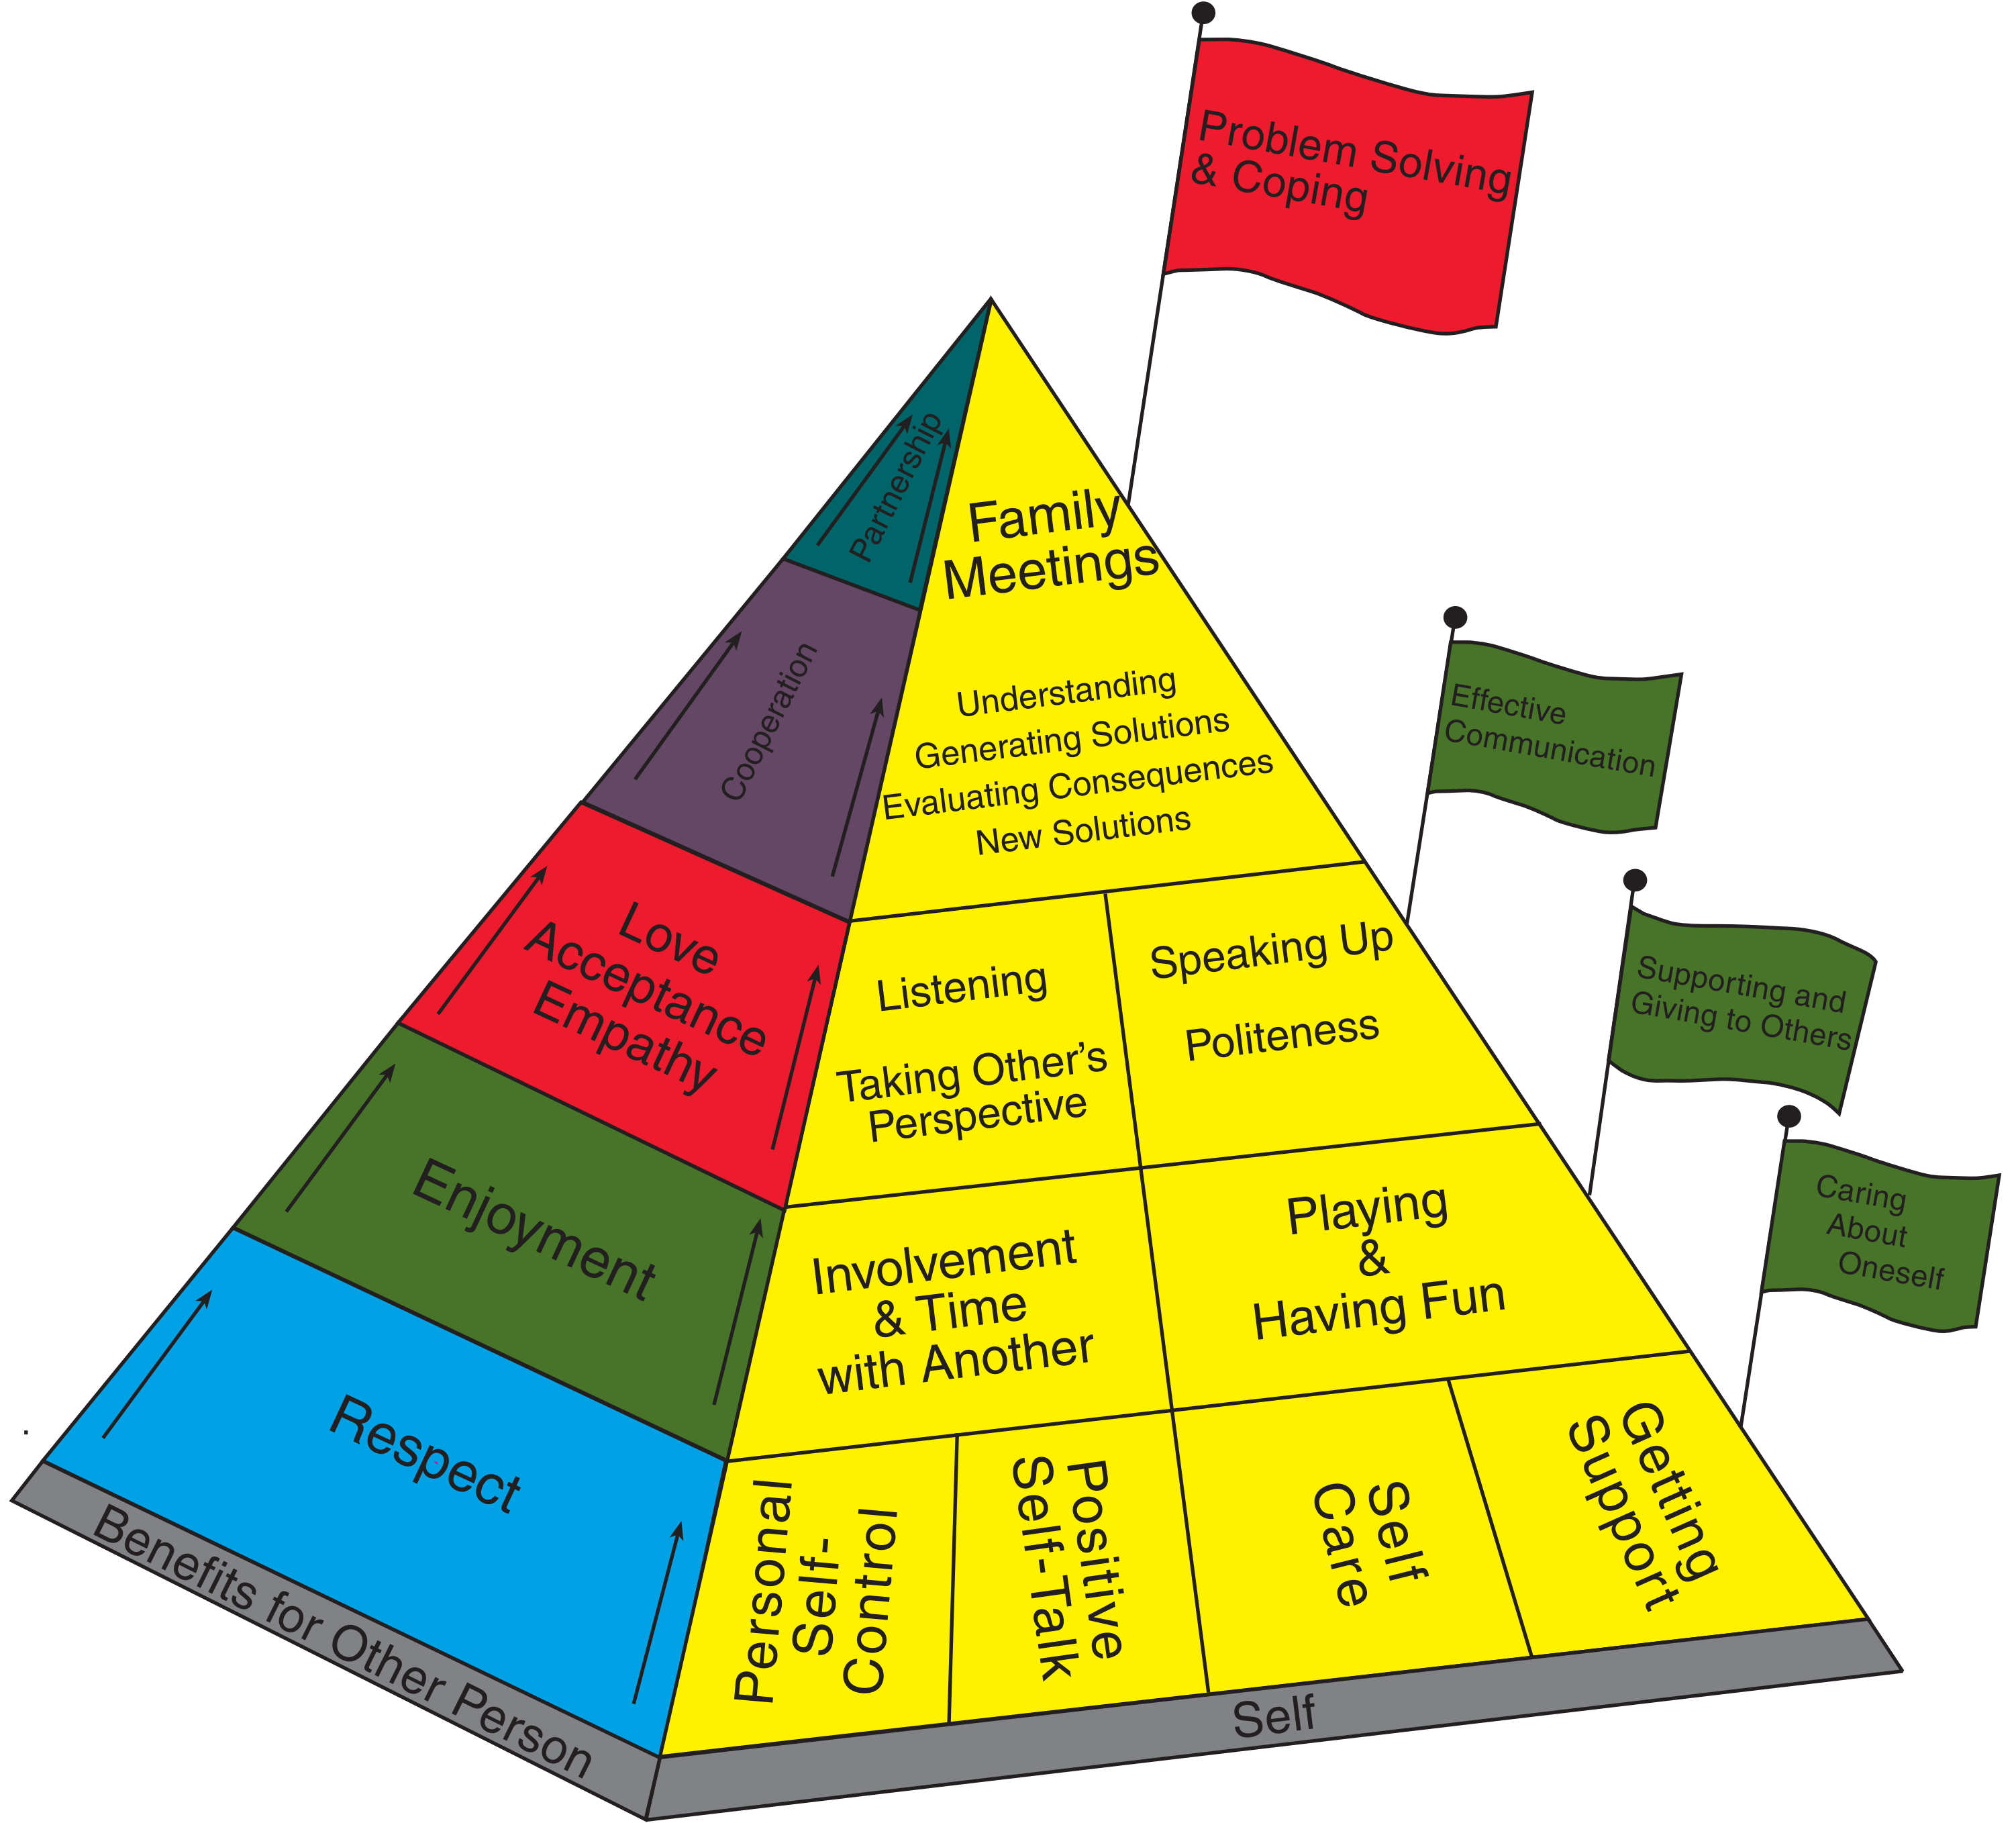 Problem Solving
& Coping
Partnership
Family
Meetings
Effective
Communication
Cooperation
Understanding
Generating Solutions
Evaluating Consequences
New Solutions
Supporting and
Giving to Others
Love
Acceptance
Empathy
Listening
Taking Other's
Perspective
Speaking Up
Politeness
Caring
About
Oneself
Enjoyment
Involvement
& Time
with Another
Playing
&
Having Fun
Respect
Personal
Self-
Control
Positive
Self-Talk
Self
Care
Getting
Support
Benefits for Other Person
Self